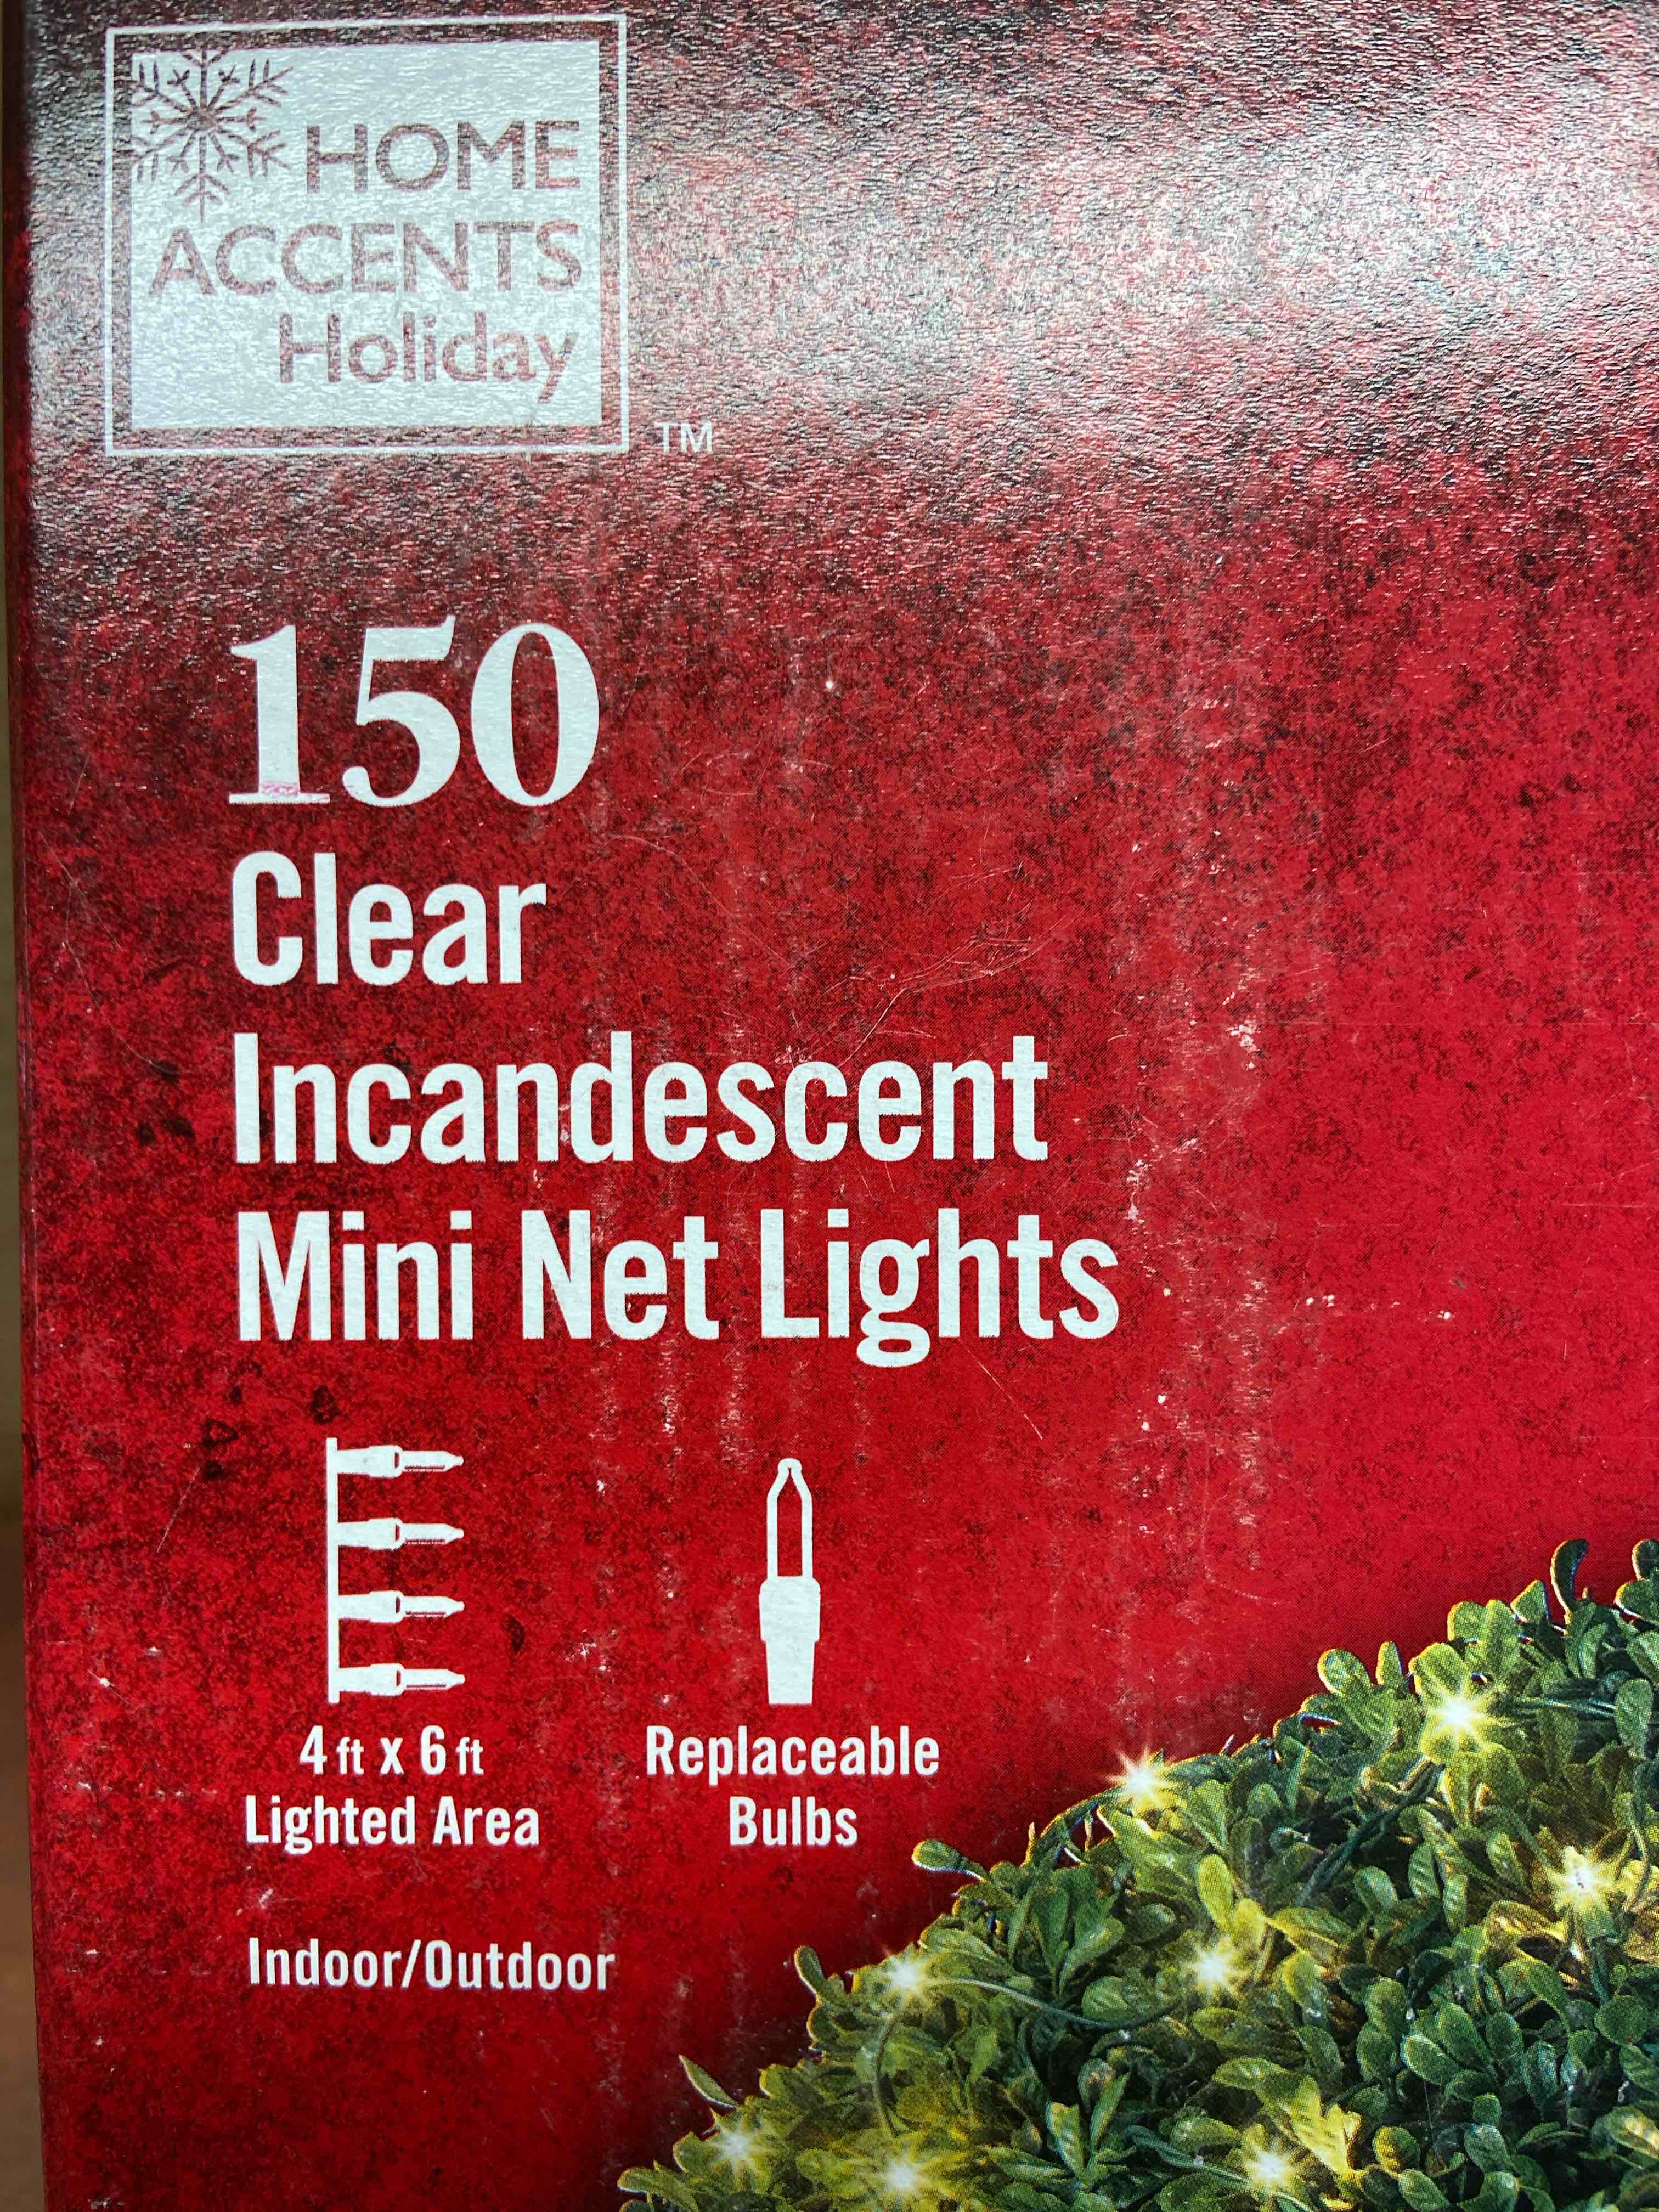 HOME
ACCENTS
Holiday
TM
150
Clear
Incandescent
Mini Net Lights
4 ft x 6 ft
Lighted Area
Replaceable
Bulbs
Indoor/Outdoor